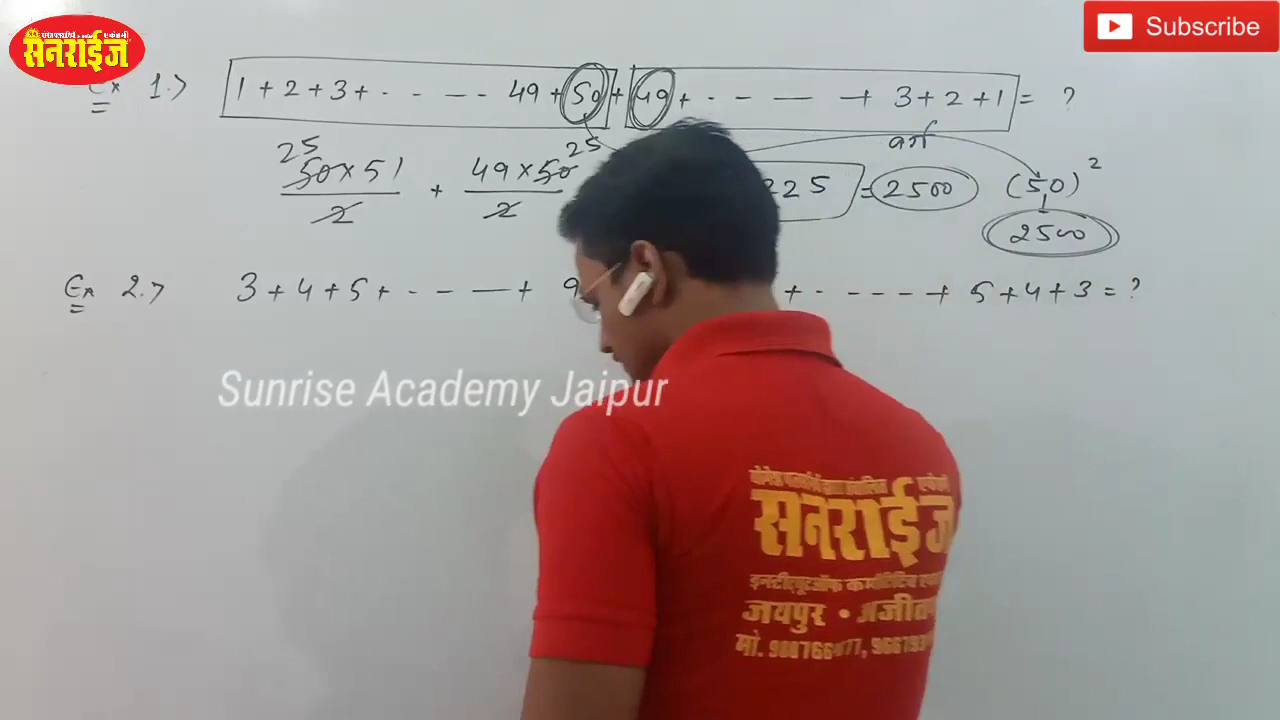 सनराईज
Subscribe
Ex 1.> 1 + 2 + 3 + · - - - - 49 + 50 + 49 + · - - — + 3 + 2 + 1 = ?
वर्ग
25 25
50 × 51 / 2 + 49 × 50 / 2 225 = 2500 (50)²
2500
Ex 2.> 3 + 4 + 5 + · - - — + 9 + · - - - - + 5 + 4 + 3 = ?
Sunrise Academy Jaipur
सनराईज
जयपुर •
मो.